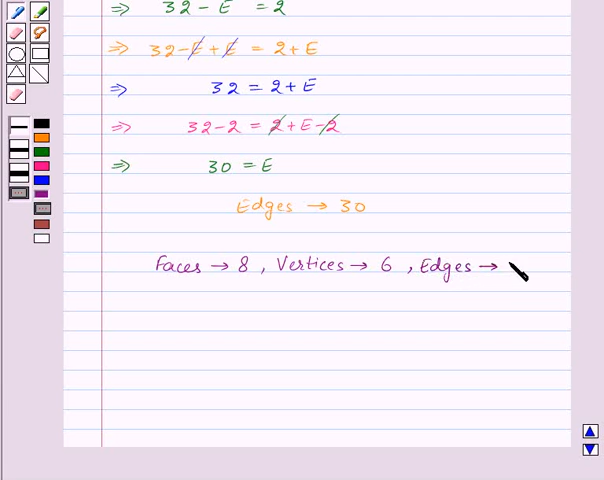 ⇒ 32 - E = 2
⇒ 32 - E + E = 2 + E
⇒ 32 = 2 + E
⇒ 32 - 2 = 2 + E - 2
⇒ 30 = E
Edges → 30
Faces → 8 , Vertices → 6 , Edges →